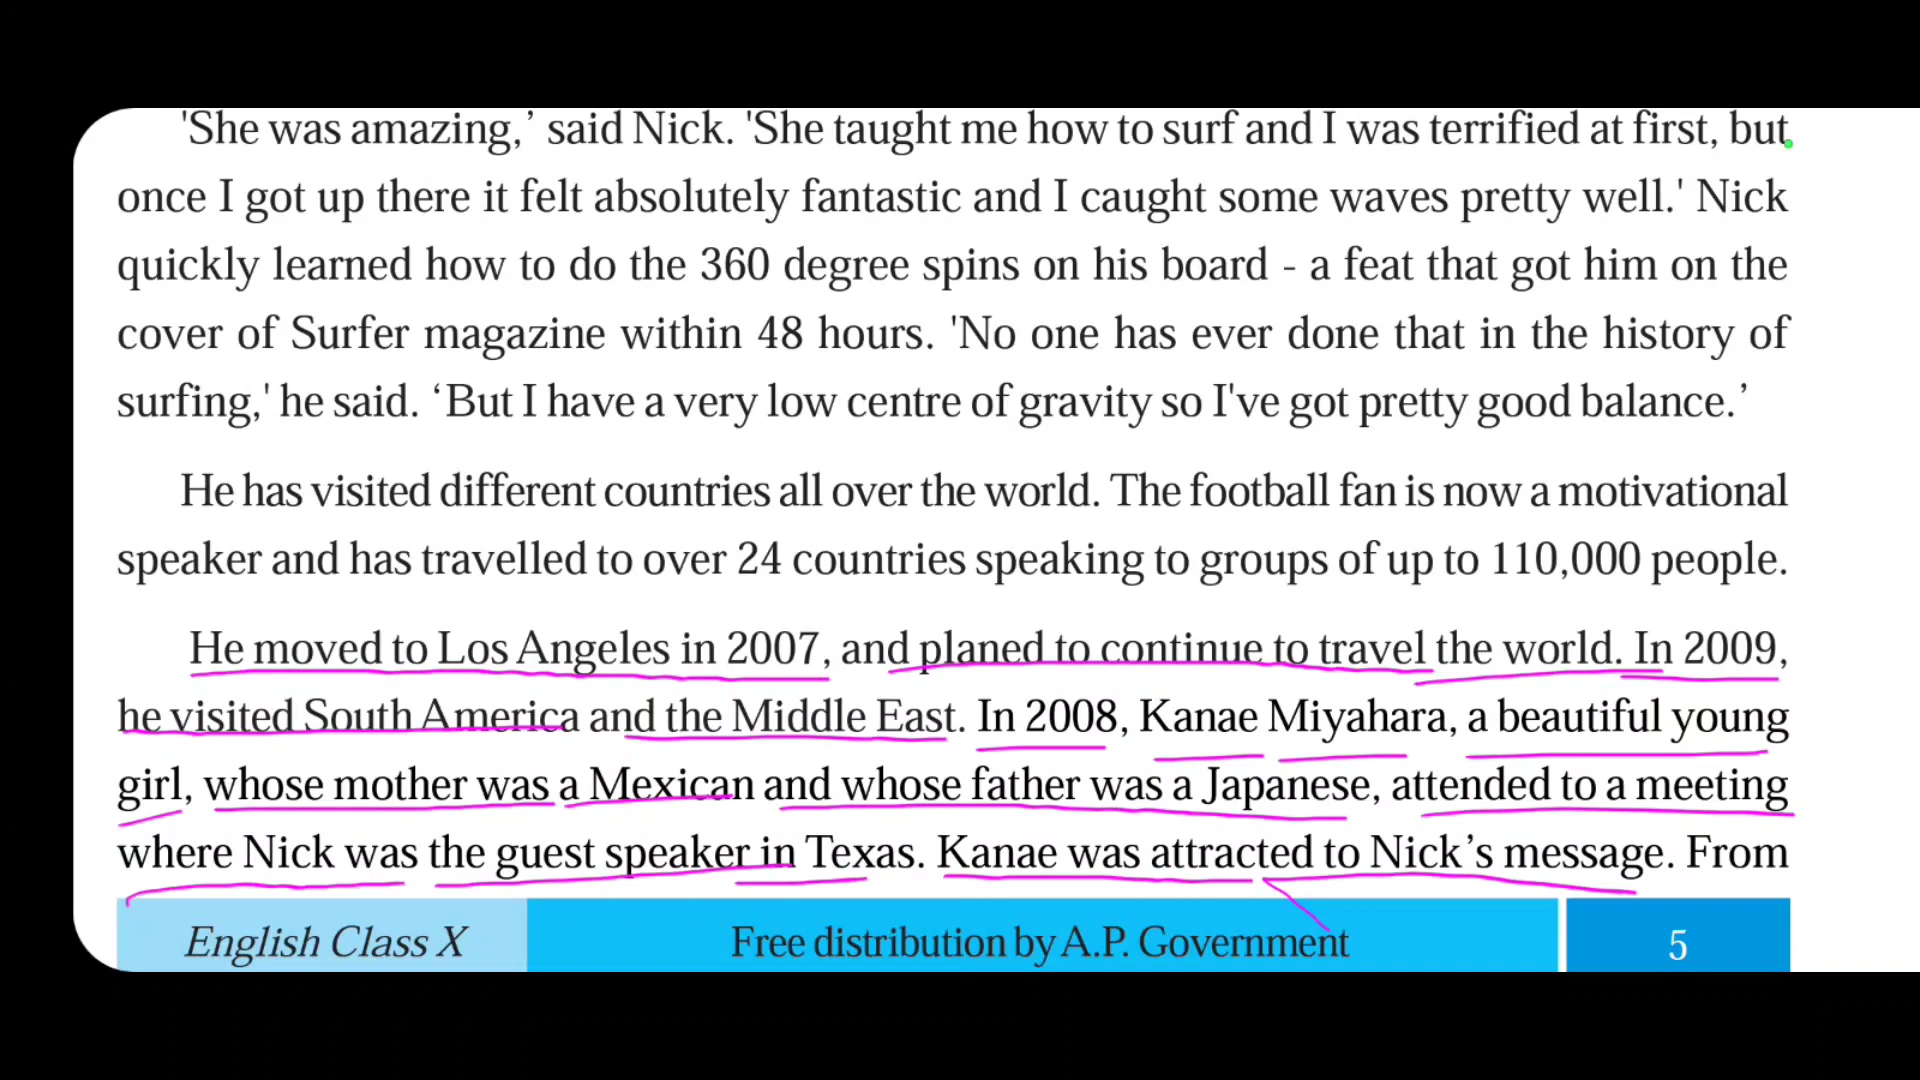 'She was amazing,’ said Nick. 'She taught me how to surf and I was terrified at first, but
once I got up there it felt absolutely fantastic and I caught some waves pretty well.' Nick
quickly learned how to do the 360 degree spins on his board - a feat that got him on the
cover of Surfer magazine within 48 hours. 'No one has ever done that in the history of
surfing,' he said. ‘But I have a very low centre of gravity so I've got pretty good balance.’
He has visited different countries all over the world. The football fan is now a motivational
speaker and has travelled to over 24 countries speaking to groups of up to 110,000 people.
He moved to Los Angeles in 2007, and planed to continue to travel the world. In 2009,
he visited South America and the Middle East. In 2008, Kanae Miyahara, a beautiful young
girl, whose mother was a Mexican and whose father was a Japanese, attended to a meeting
where Nick was the guest speaker in Texas. Kanae was attracted to Nick’s message. From
English Class X Free distribution by A.P. Government 5